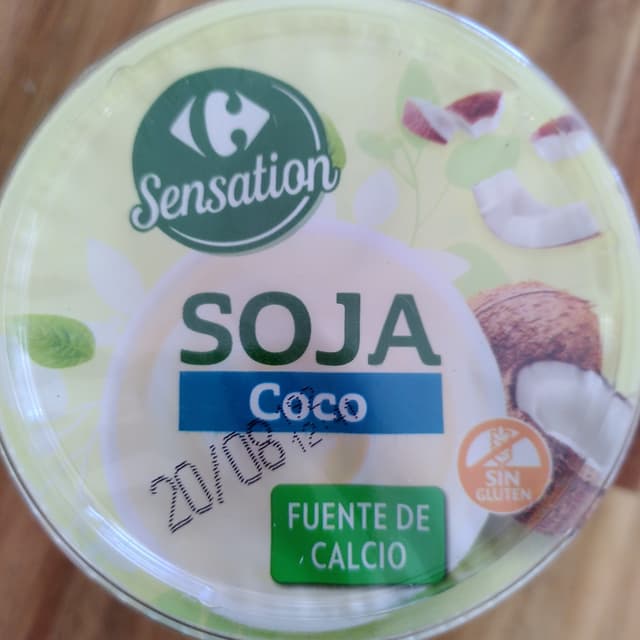 Sensation
SOJA
Coco
20/08
FUENTE DE
CALCIO
SIN
GLUTEN